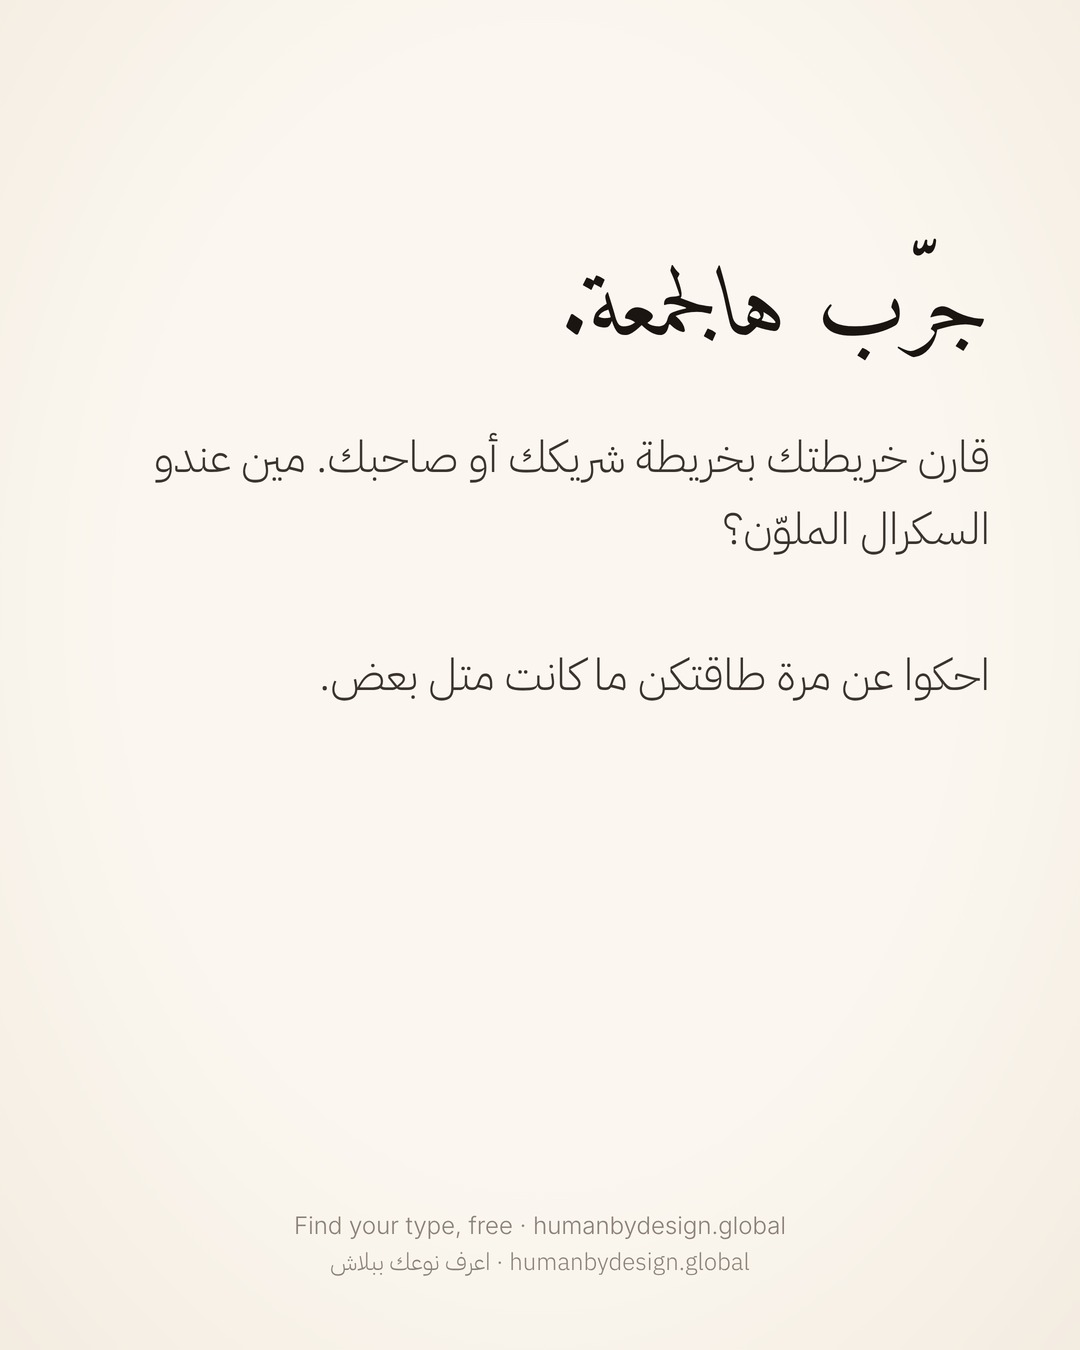 جرّب هالجمعة.
قارن خريطتك بخريطة شريكك أو صاحبك. مين عندو
السكرال الملوّن؟
احكوا عن مرة طاقتكن ما كانت متل بعض.
Find your type, free · humanbydesign.global
اعرف نوعك ببلاش · humanbydesign.global